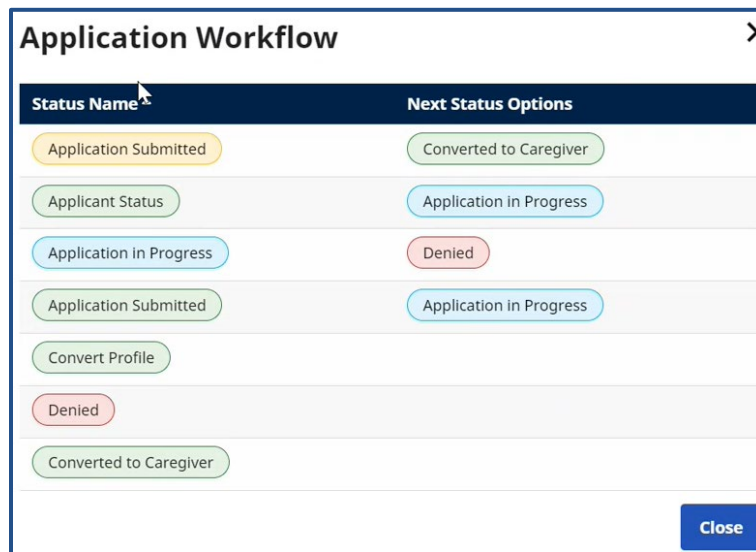 Application Workflow
Status Name Next Status Options
Application Submitted Converted to Caregiver
Applicant Status Application in Progress
Application in Progress Denied
Application Submitted Application in Progress
Convert Profile
Denied
Converted to Caregiver
Close